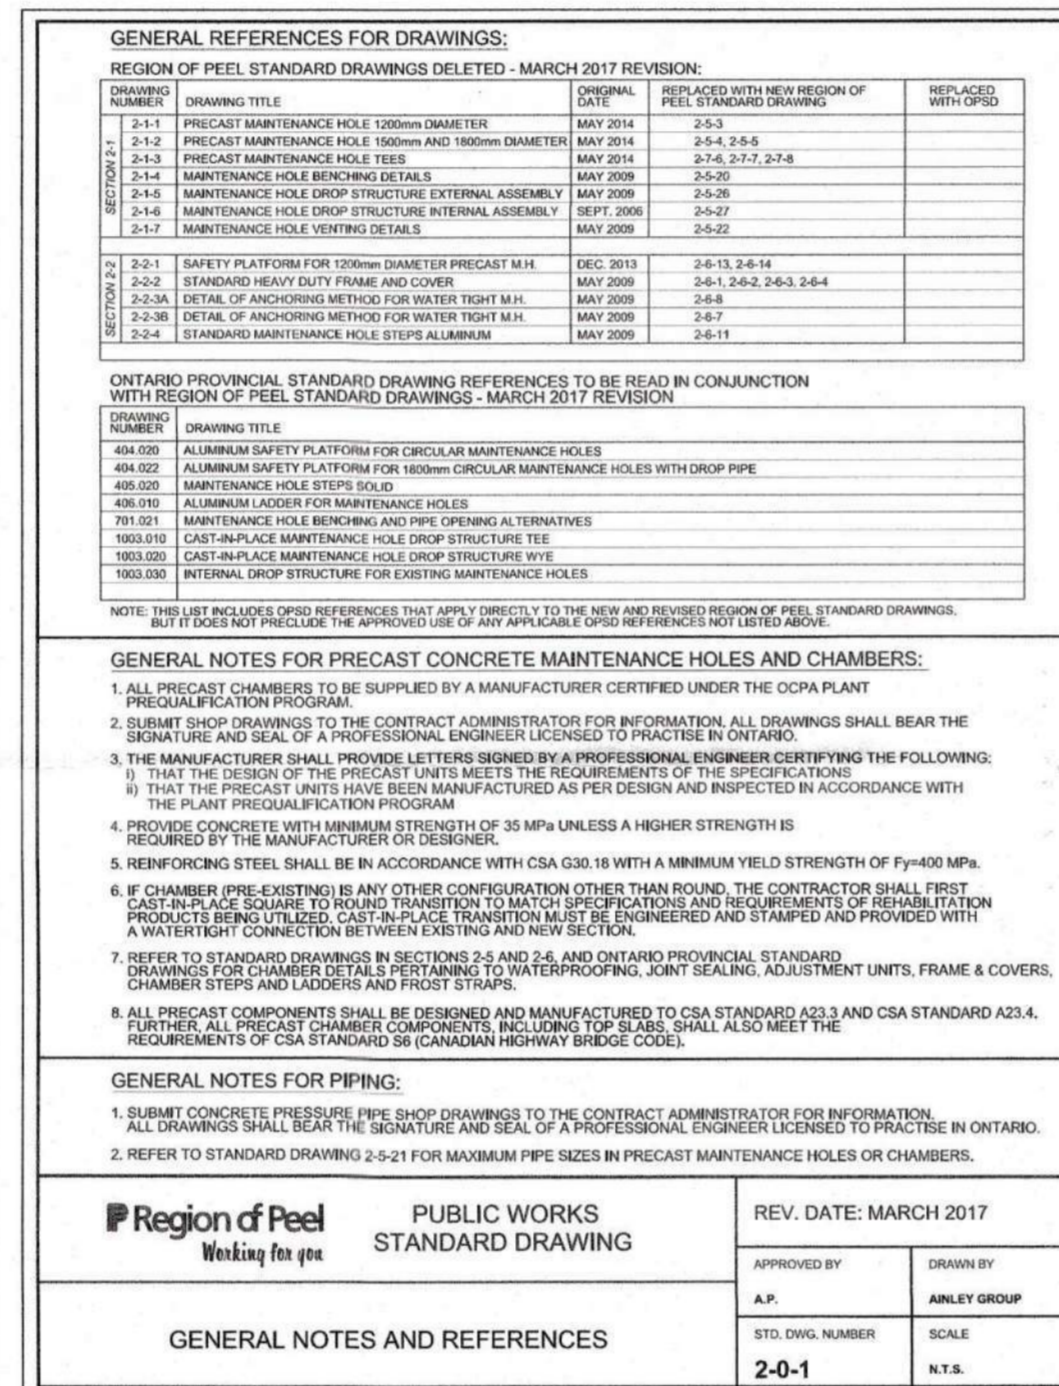 GENERAL REFERENCES FOR DRAWINGS:
REGION OF PEEL STANDARD DRAWINGS DELETED - MARCH 2017 REVISION:
DRAWING NUMBER DRAWING TITLE ORIGINAL DATE REPLACED WITH NEW REGION OF PEEL STANDARD DRAWING REPLACED WITH OPSD
SECTION 2-1
2-1-1 PRECAST MAINTENANCE HOLE 1200mm DIAMETER MAY 2014 2-5-3
2-1-2 PRECAST MAINTENANCE HOLE 1500mm AND 1800mm DIAMETER MAY 2014 2-5-4, 2-5-5
2-1-3 PRECAST MAINTENANCE HOLE TEES MAY 2014 2-7-6, 2-7-7, 2-7-8
2-1-4 MAINTENANCE HOLE BENCHING DETAILS MAY 2009 2-5-20
2-1-5 MAINTENANCE HOLE DROP STRUCTURE EXTERNAL ASSEMBLY MAY 2009 2-5-26
2-1-6 MAINTENANCE HOLE DROP STRUCTURE INTERNAL ASSEMBLY SEPT. 2006 2-5-27
2-1-7 MAINTENANCE HOLE VENTING DETAILS MAY 2009 2-5-22
SECTION 2-2
2-2-1 SAFETY PLATFORM FOR 1200mm DIAMETER PRECAST M.H. DEC. 2013 2-6-13, 2-6-14
2-2-2 STANDARD HEAVY DUTY FRAME AND COVER MAY 2009 2-6-1, 2-6-2, 2-6-3, 2-6-4
2-2-3A DETAIL OF ANCHORING METHOD FOR WATER TIGHT M.H. MAY 2009 2-6-8
2-2-3B DETAIL OF ANCHORING METHOD FOR WATER TIGHT M.H. MAY 2009 2-6-7
2-2-4 STANDARD MAINTENANCE HOLE STEPS ALUMINUM MAY 2009 2-6-11
ONTARIO PROVINCIAL STANDARD DRAWING REFERENCES TO BE READ IN CONJUNCTION
WITH REGION OF PEEL STANDARD DRAWINGS - MARCH 2017 REVISION
DRAWING NUMBER DRAWING TITLE
404.020 ALUMINUM SAFETY PLATFORM FOR CIRCULAR MAINTENANCE HOLES
404.022 ALUMINUM SAFETY PLATFORM FOR 1800mm CIRCULAR MAINTENANCE HOLES WITH DROP PIPE
405.020 MAINTENANCE HOLE STEPS SOLID
406.010 ALUMINUM LADDER FOR MAINTENANCE HOLES
701.021 MAINTENANCE HOLE BENCHING AND PIPE OPENING ALTERNATIVES
1003.010 CAST-IN-PLACE MAINTENANCE HOLE DROP STRUCTURE TEE
1003.020 CAST-IN-PLACE MAINTENANCE HOLE DROP STRUCTURE WYE
1003.030 INTERNAL DROP STRUCTURE FOR EXISTING MAINTENANCE HOLES
NOTE: THIS LIST INCLUDES OPSD REFERENCES THAT APPLY DIRECTLY TO THE NEW AND REVISED REGION OF PEEL STANDARD DRAWINGS,
BUT IT DOES NOT PRECLUDE THE APPROVED USE OF ANY APPLICABLE OPSD REFERENCES NOT LISTED ABOVE.
GENERAL NOTES FOR PRECAST CONCRETE MAINTENANCE HOLES AND CHAMBERS:
1. ALL PRECAST CHAMBERS TO BE SUPPLIED BY A MANUFACTURER CERTIFIED UNDER THE OCPA PLANT
PREQUALIFICATION PROGRAM.
2. SUBMIT SHOP DRAWINGS TO THE CONTRACT ADMINISTRATOR FOR INFORMATION. ALL DRAWINGS SHALL BEAR THE
SIGNATURE AND SEAL OF A PROFESSIONAL ENGINEER LICENSED TO PRACTISE IN ONTARIO.
3. THE MANUFACTURER SHALL PROVIDE LETTERS SIGNED BY A PROFESSIONAL ENGINEER CERTIFYING THE FOLLOWING:
i) THAT THE DESIGN OF THE PRECAST UNITS MEETS THE REQUIREMENTS OF THE SPECIFICATIONS
ii) THAT THE PRECAST UNITS HAVE BEEN MANUFACTURED AS PER DESIGN AND INSPECTED IN ACCORDANCE WITH
THE PLANT PREQUALIFICATION PROGRAM
4. PROVIDE CONCRETE WITH MINIMUM STRENGTH OF 35 MPa UNLESS A HIGHER STRENGTH IS
REQUIRED BY THE MANUFACTURER OR DESIGNER.
5. REINFORCING STEEL SHALL BE IN ACCORDANCE WITH CSA G30.18 WITH A MINIMUM YIELD STRENGTH OF Fy=400 MPa.
6. IF CHAMBER (PRE-EXISTING) IS ANY OTHER CONFIGURATION OTHER THAN ROUND, THE CONTRACTOR SHALL FIRST
CAST-IN-PLACE SQUARE TO ROUND TRANSITION TO MATCH SPECIFICATIONS AND REQUIREMENTS OF REHABILITATION
PRODUCTS BEING UTILIZED. CAST-IN-PLACE TRANSITION MUST BE ENGINEERED AND STAMPED AND PROVIDED WITH
A WATERTIGHT CONNECTION BETWEEN EXISTING AND NEW SECTION.
7. REFER TO STANDARD DRAWINGS IN SECTIONS 2-5 AND 2-6, AND ONTARIO PROVINCIAL STANDARD
DRAWINGS FOR CHAMBER DETAILS PERTAINING TO WATERPROOFING, JOINT SEALING, ADJUSTMENT UNITS, FRAME & COVERS,
CHAMBER STEPS AND LADDERS AND FROST STRAPS.
8. ALL PRECAST COMPONENTS SHALL BE DESIGNED AND MANUFACTURED TO CSA STANDARD A23.3 AND CSA STANDARD A23.4.
FURTHER, ALL PRECAST CHAMBER COMPONENTS, INCLUDING TOP SLABS, SHALL ALSO MEET THE
REQUIREMENTS OF CSA STANDARD S6 (CANADIAN HIGHWAY BRIDGE CODE).
GENERAL NOTES FOR PIPING:
1. SUBMIT CONCRETE PRESSURE PIPE SHOP DRAWINGS TO THE CONTRACT ADMINISTRATOR FOR INFORMATION.
ALL DRAWINGS SHALL BEAR THE SIGNATURE AND SEAL OF A PROFESSIONAL ENGINEER LICENSED TO PRACTISE IN ONTARIO.
2. REFER TO STANDARD DRAWING 2-5-21 FOR MAXIMUM PIPE SIZES IN PRECAST MAINTENANCE HOLES OR CHAMBERS.
Region of Peel
Working for you
PUBLIC WORKS
STANDARD DRAWING
REV. DATE: MARCH 2017
APPROVED BY DRAWN BY
A.P. AINLEY GROUP
GENERAL NOTES AND REFERENCES
STD. DWG. NUMBER SCALE
2-0-1 N.T.S.